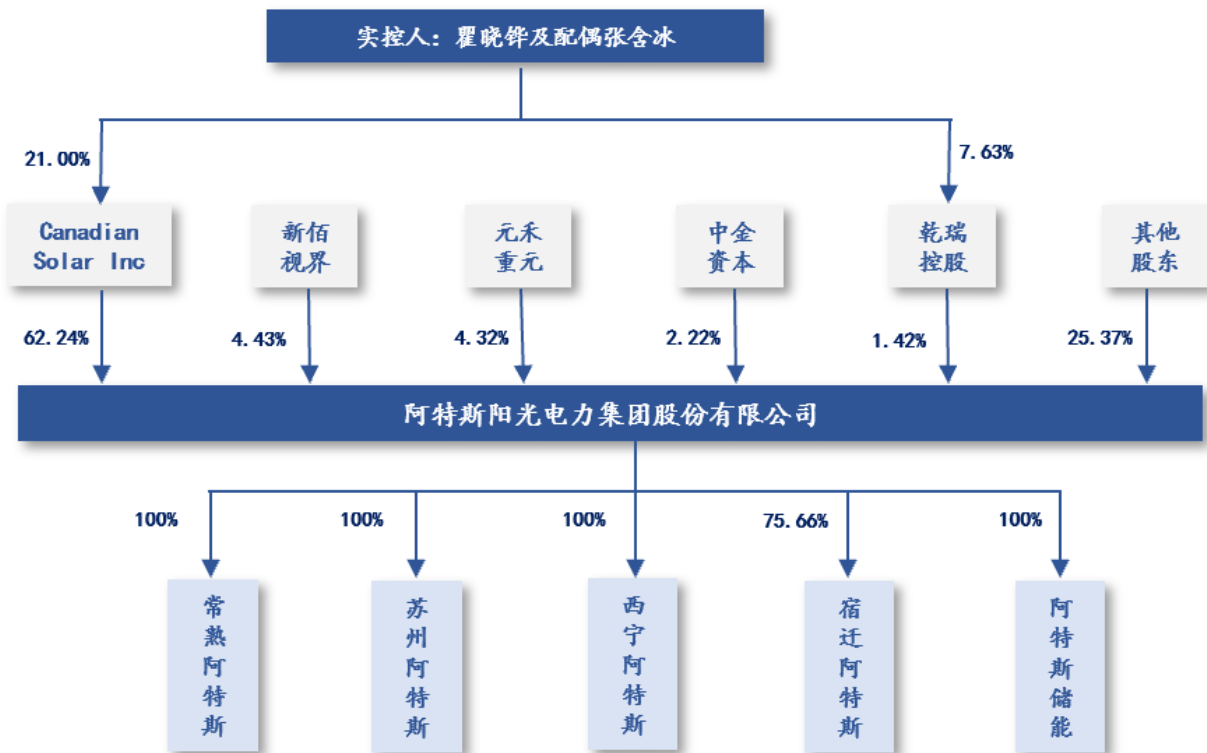 实控人：瞿晓铧及配偶张含冰
21.00%
7.63%
Canadian
Solar Inc
新佰
视界
元禾
重元
中金
资本
乾瑞
控股
其他
股东
62.24%
4.43%
4.32%
2.22%
1.42%
25.37%
阿特斯阳光电力集团股份有限公司
100%
100%
100%
75.66%
100%
常熟阿特斯
苏州阿特斯
西宁阿特斯
宿迁阿特斯
阿特斯储能